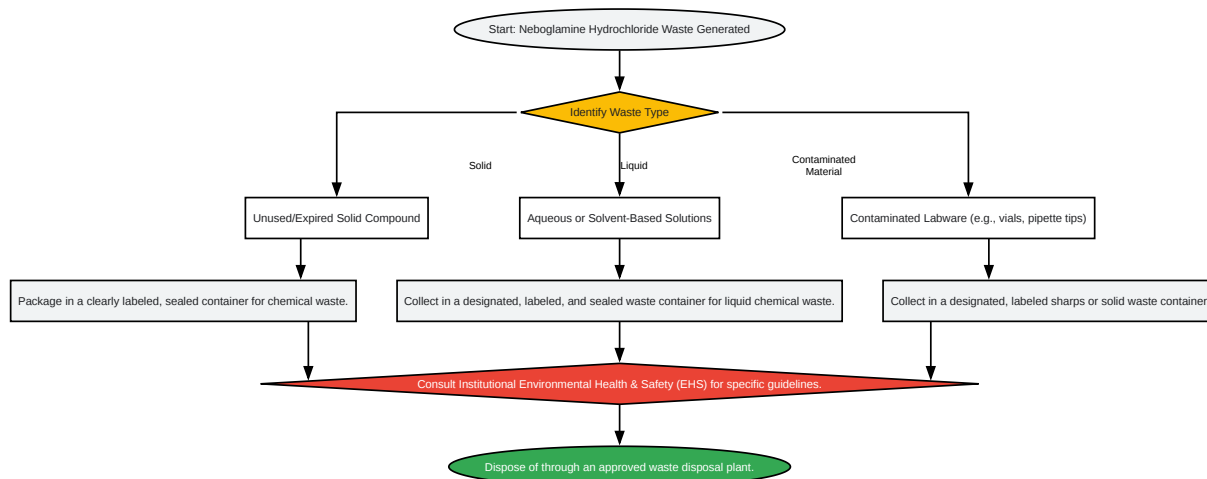 Start: Neboglamine Hydrochloride Waste Generated
Identify Waste Type
Solid
Liquid
Contaminated
Material
Unused/Expired Solid Compound
Aqueous or Solvent-Based Solutions
Contaminated Labware (e.g., vials, pipette tips)
Package in a clearly labeled, sealed container for chemical waste.
Collect in a designated, labeled, and sealed waste container for liquid chemical waste.
Collect in a designated, labeled sharps or solid waste container
Consult Institutional Environmental Health & Safety (EHS) for specific guidelines.
Dispose of through an approved waste disposal plant.